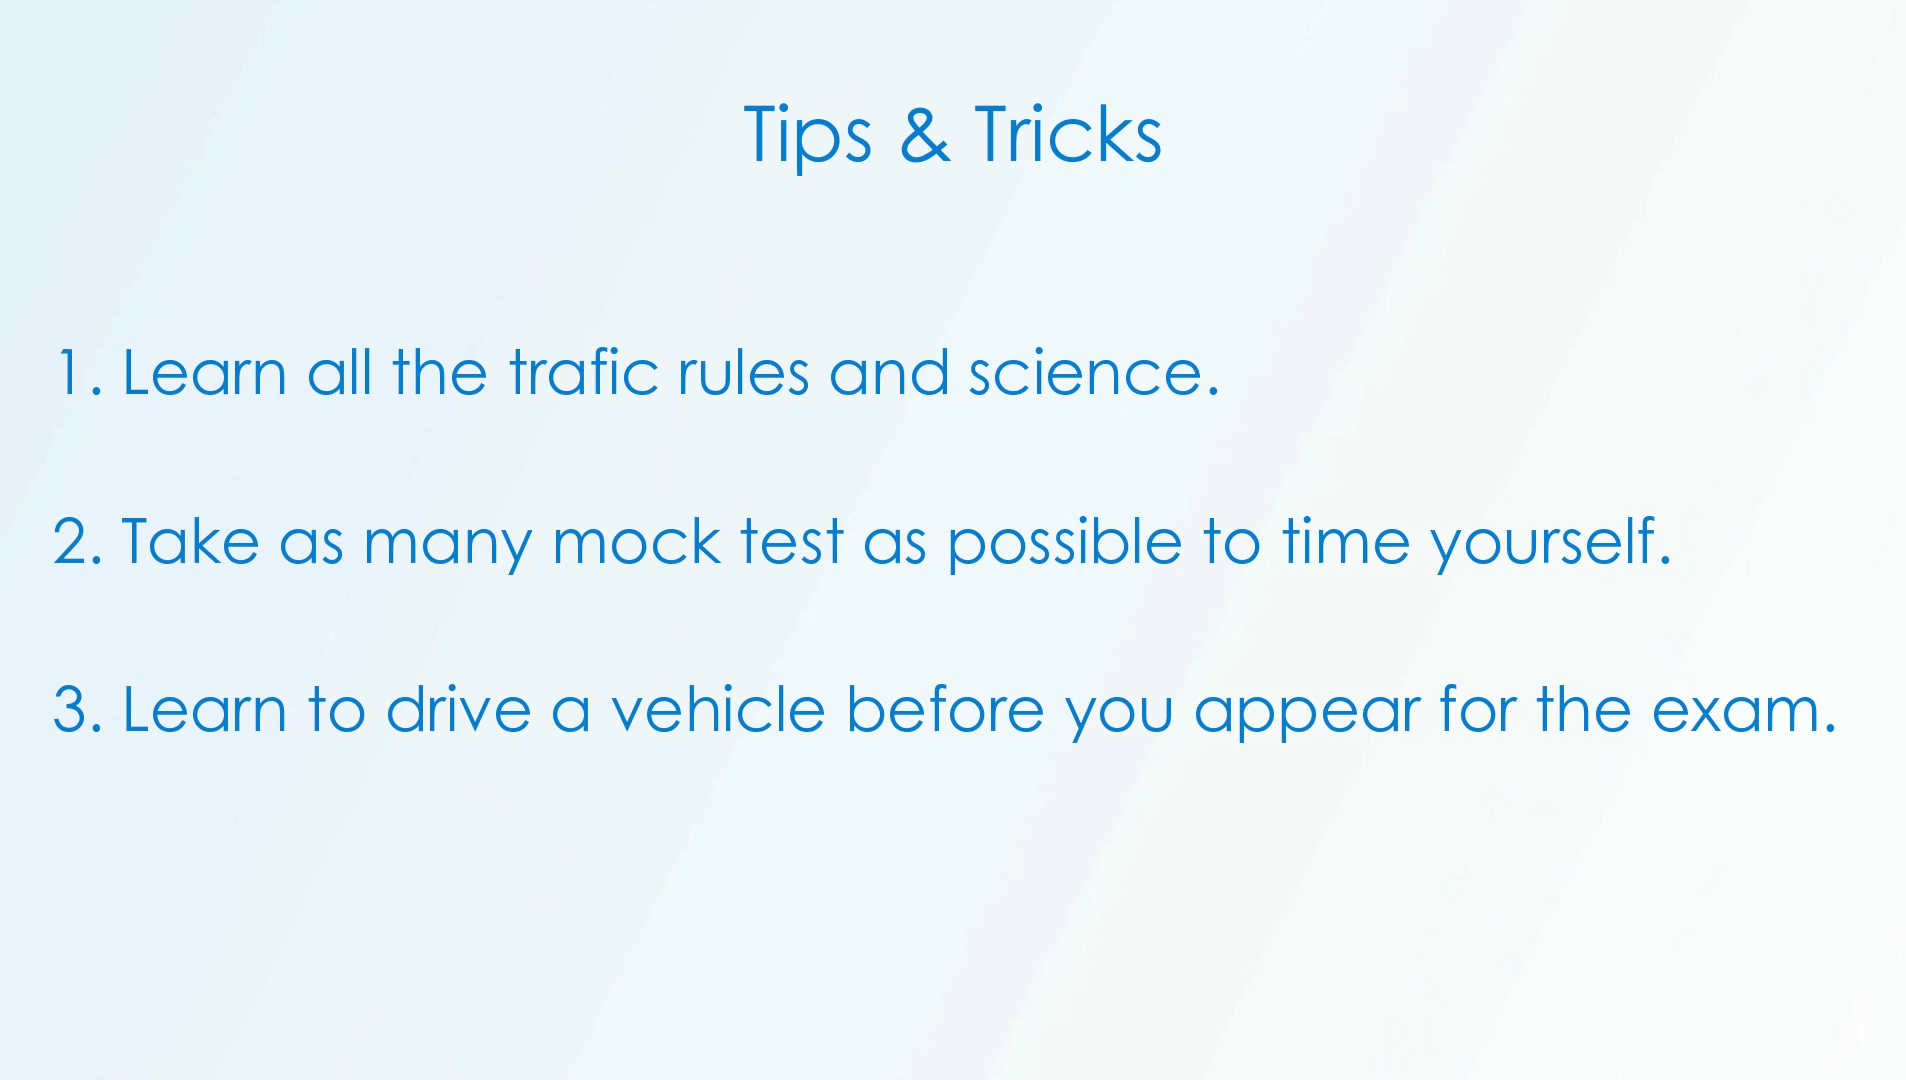 Tips & Tricks
1. Learn all the trafic rules and science.
2. Take as many mock test as possible to time yourself.
3. Learn to drive a vehicle before you appear for the exam.